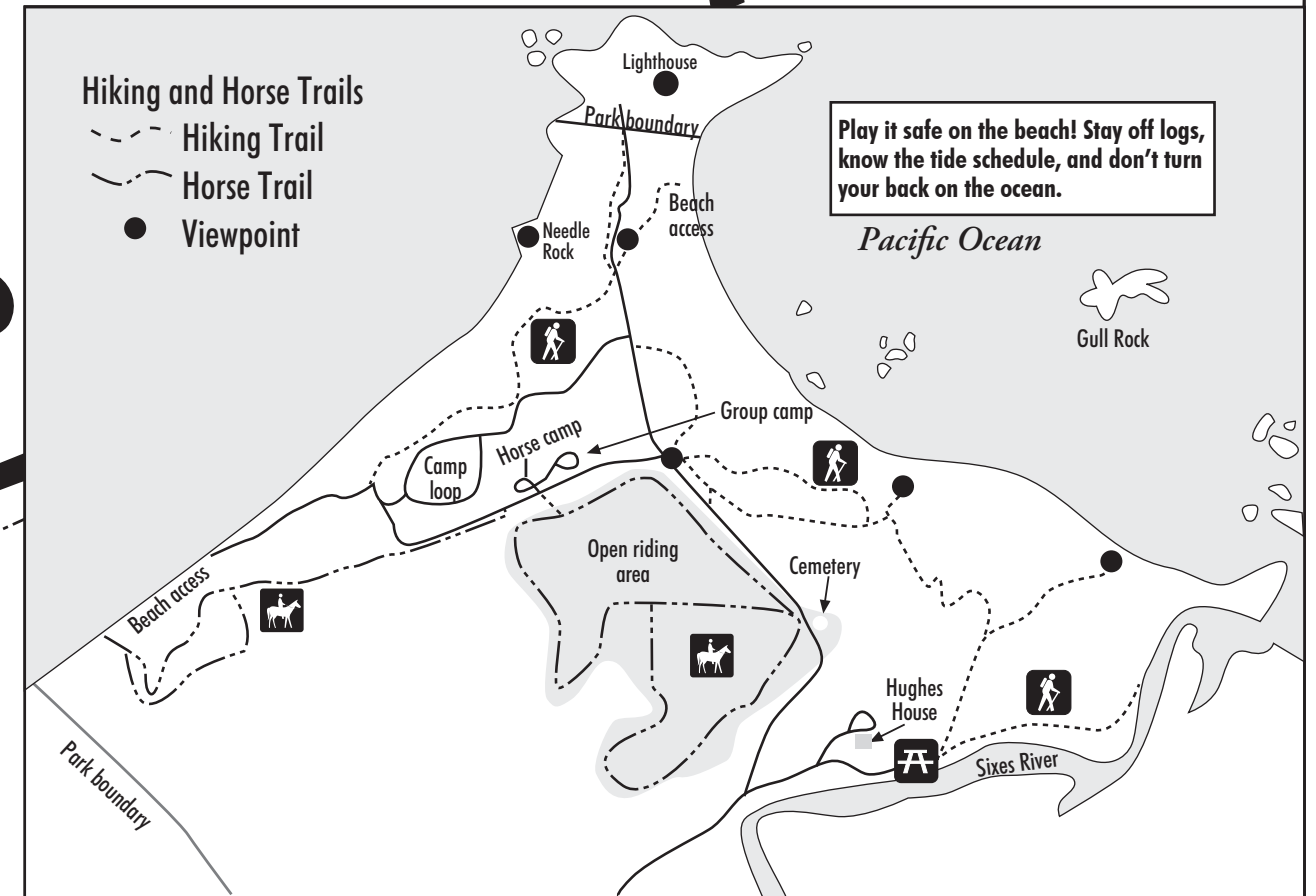 Lighthouse
Park boundary
Hiking and Horse Trails
Hiking Trail
Horse Trail
Viewpoint
Play it safe on the beach! Stay off logs,
know the tide schedule, and don't turn
your back on the ocean.
Pacific Ocean
Beach
access
Needle
Rock
Gull Rock
Group camp
Horse camp
Camp
loop
Open riding
area
Cemetery
Beach access
Hughes
House
Sixes River
Park boundary